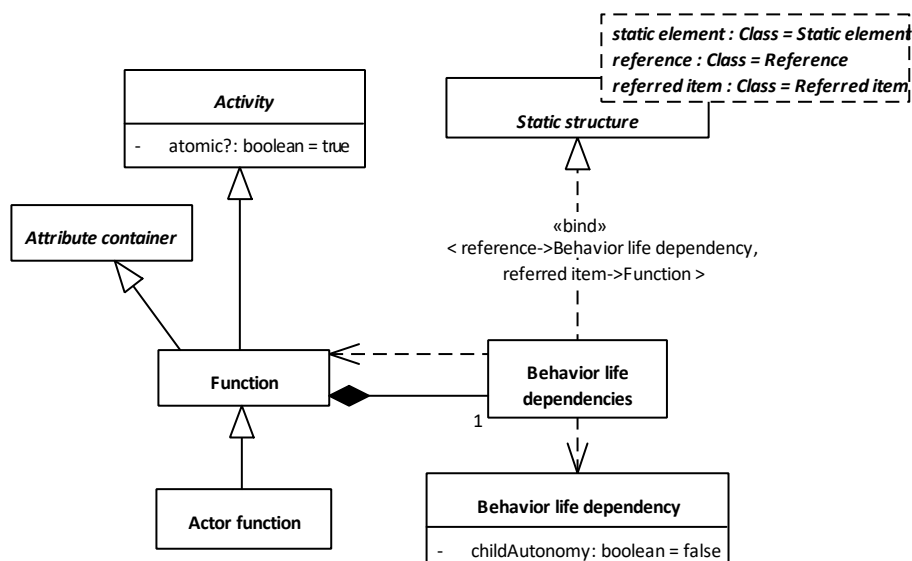 static element : Class = Static element
reference : Class = Reference
referred item : Class = Referred item
Activity
- atomic?: boolean = true
Static structure
Attribute container
«bind»
< reference->Behavior life dependency,
referred item->Function >
Function
Behavior life
dependencies
1
Actor function
Behavior life dependency
- childAutonomy: boolean = false